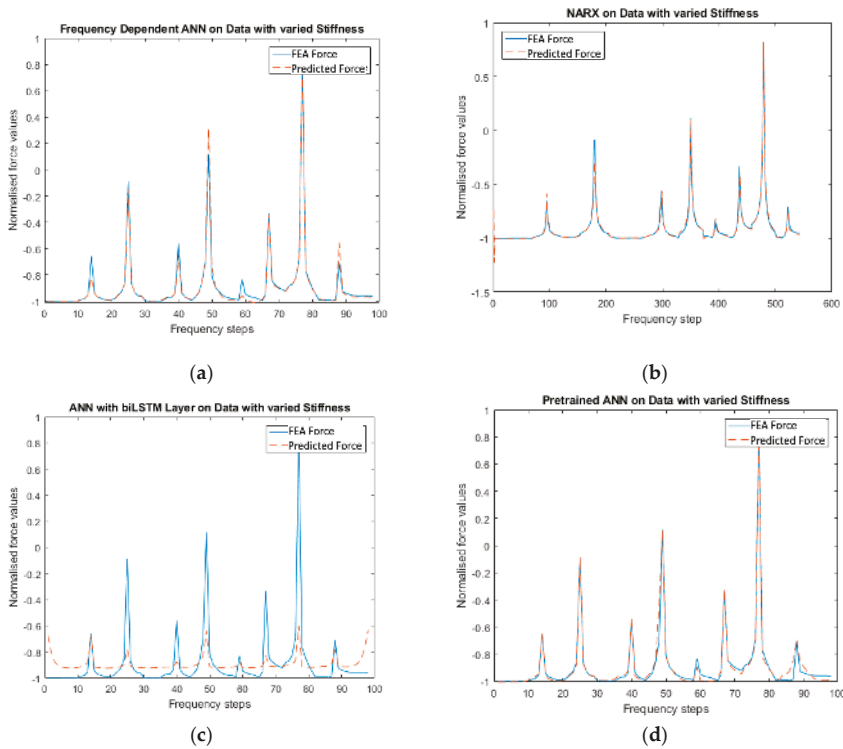 Frequency Dependent ANN on Data with varied Stiffness
1
0.8
0.6
0.4
0.2
0
-0.2
-0.4
-0.6
-0.8
-1
Normalised force values
FEA Force
Predicted Force
0 10 20 30 40 50 60 70 80 90 100
Frequency steps
(a)
NARX on Data with varied Stiffness
1
0.5
0
-0.5
-1
-1.5
Normalised force values
FEA Force
Predicted Force
0 100 200 300 400 500 600
Frequency step
(b)
ANN with biLSTM Layer on Data with varied Stiffness
1
0.8
0.6
0.4
0.2
0
-0.2
-0.4
-0.6
-0.8
-1
Normalised force values
FEA Force
Predicted Force
0 10 20 30 40 50 60 70 80 90 100
Frequency steps
(c)
Pretrained ANN on Data with varied Stiffness
1
0.8
0.6
0.4
0.2
0
-0.2
-0.4
-0.6
-0.8
-1
Normalised force values
FEA Force
Predicted Force
0 10 20 30 40 50 60 70 80 90 100
Frequency steps
(d)